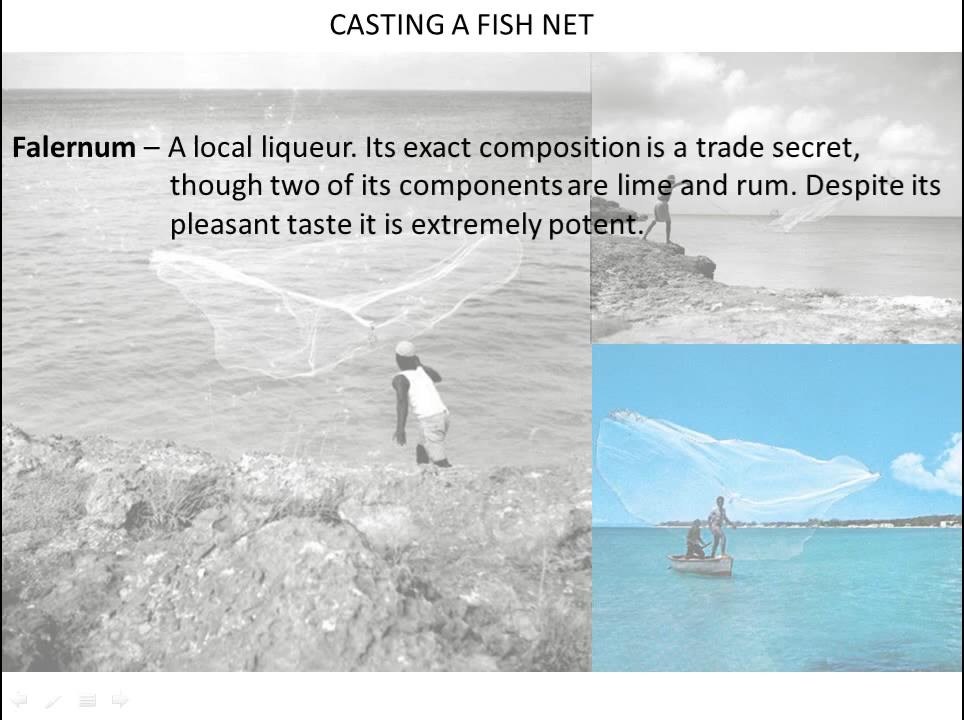 CASTING A FISH NET
Falernum – A local liqueur. Its exact composition is a trade secret,
though two of its components are lime and rum. Despite its
pleasant taste it is extremely potent.